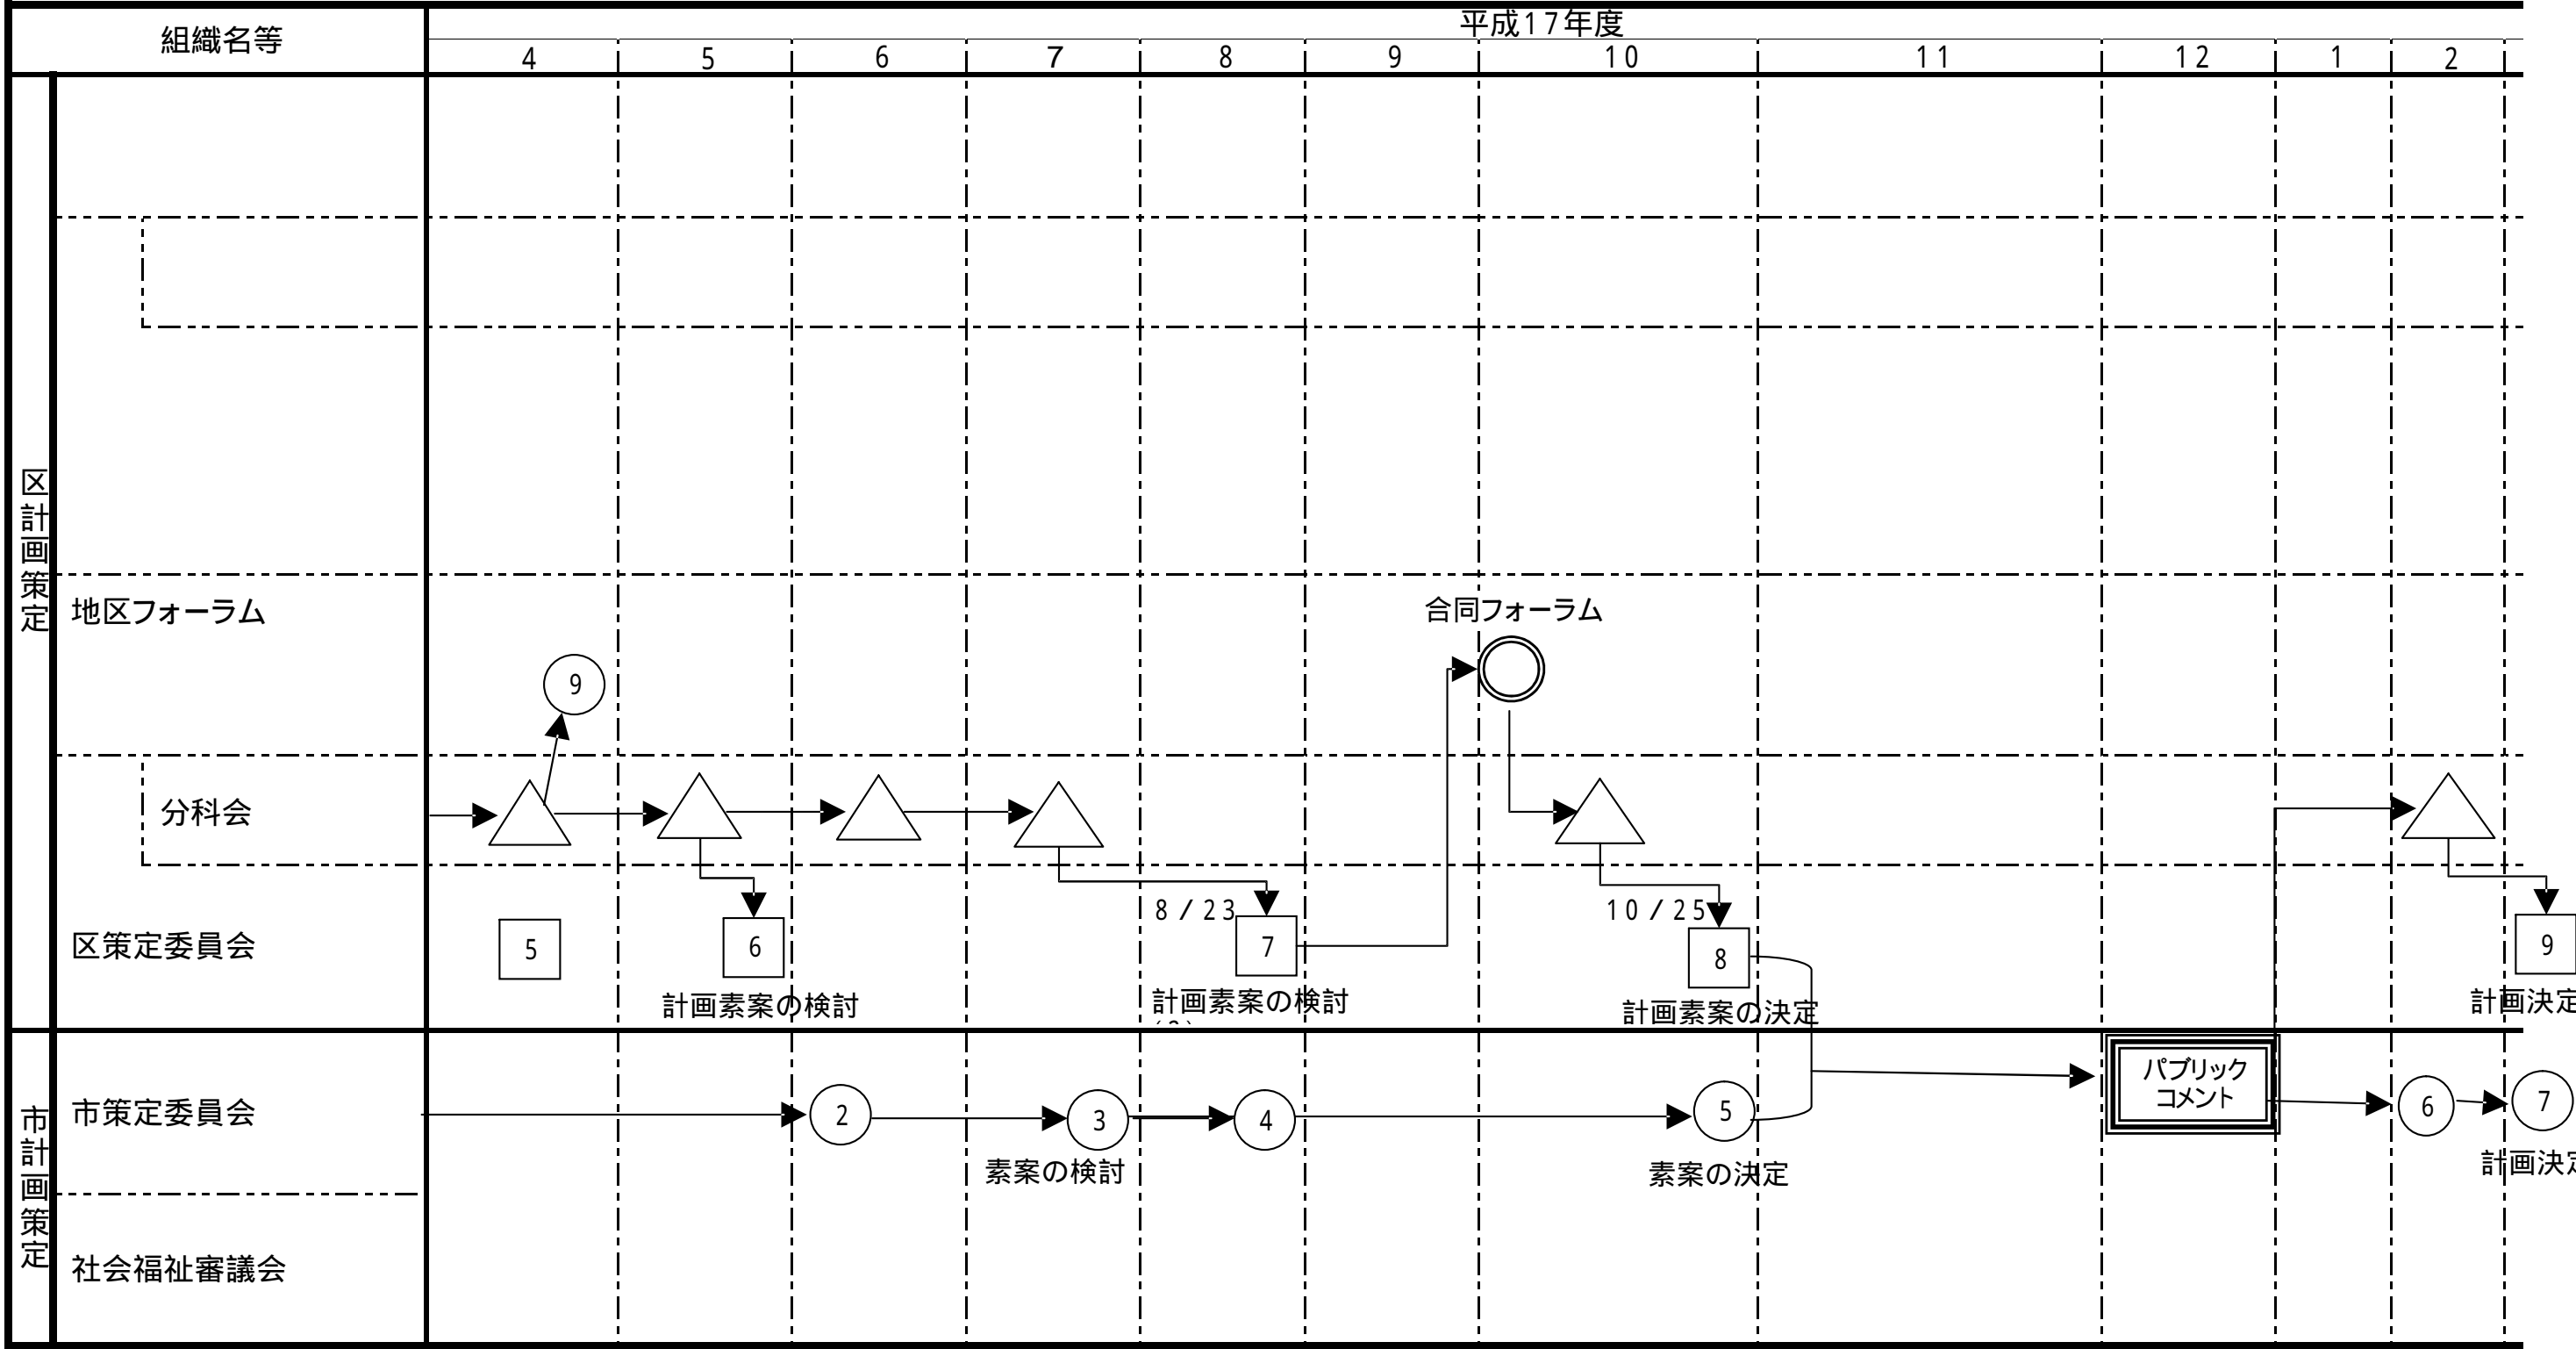 組織名等
平成17年度
4 5 6 7 8 9 10 11 12 1 2
区計画策定
地区フォーラム
合同フォーラム
9
分科会
8/23
10/25
区策定委員会
5 6 7 8 9
計画素案の検討
計画素案の検討
計画素案の決定
計画決定
市計画策定
パブリック
コメント
市策定委員会
2 3 4 5 6 7
素案の検討
素案の決定
計画決定
社会福祉審議会